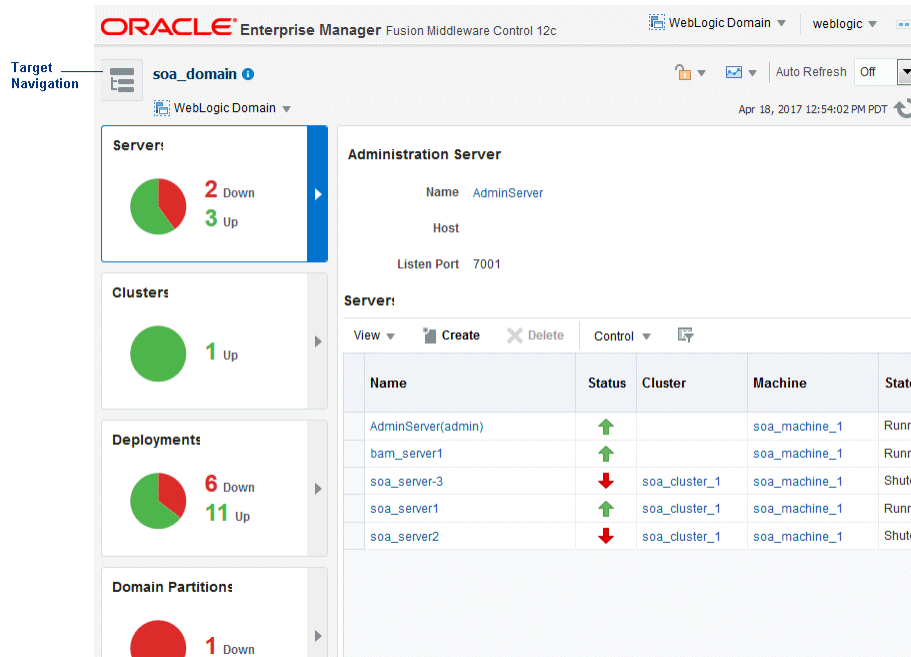 ORACLE Enterprise Manager Fusion Middleware Control 12c
WebLogic Domain
weblogic
Target
Navigation
soa_domain
Auto Refresh
Off
WebLogic Domain
Apr 18, 2017 12:54:02 PM PDT
Servers
2 Down
3 Up
Clusters
1 Up
Deployments
6 Down
11 Up
Domain Partitions
1 Down
Administration Server
Name AdminServer
Host
Listen Port 7001
Servers
View Create Delete Control
Name Status Cluster Machine
AdminServer(admin) soa_machine_1
bam_server1 soa_machine_1
soa_server-3 soa_cluster_1 soa_machine_1
soa_server1 soa_cluster_1 soa_machine_1
soa_server2 soa_cluster_1 soa_machine_1